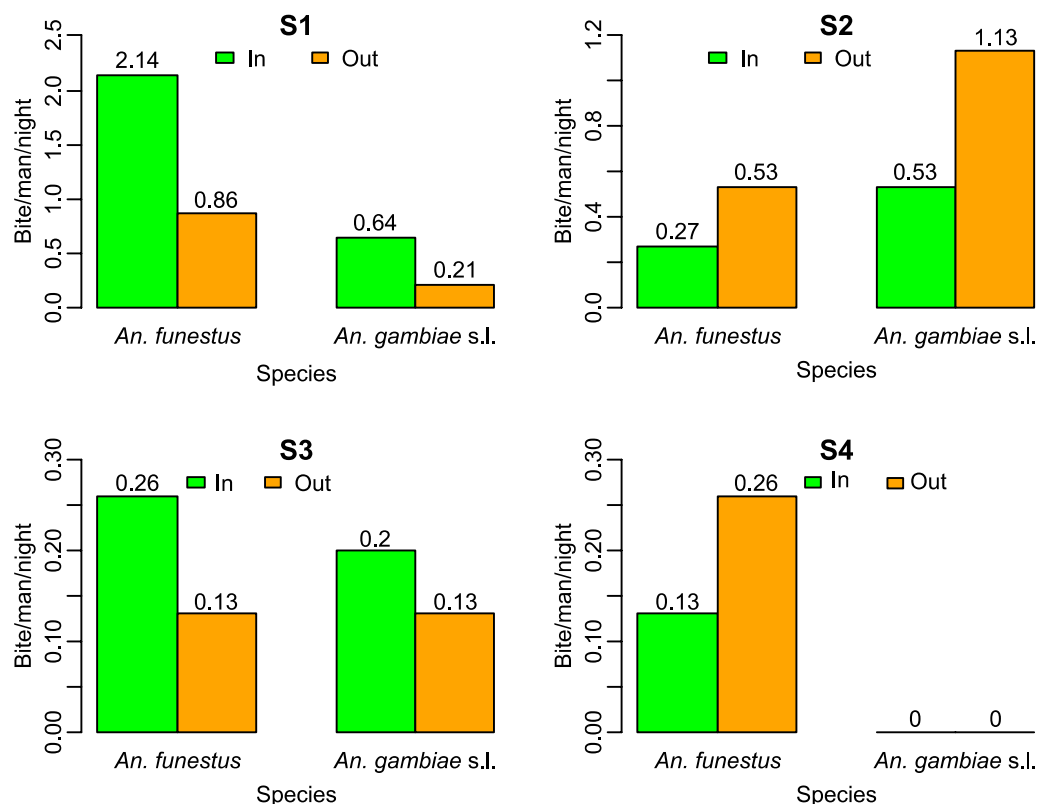 S1
In Out
Bite/man/night
2.5
2.0
1.5
1.0
0.5
0.0
2.14
0.86
0.64
0.21
An. funestus An. gambiae s.l.
Species
S2
In Out
Bite/man/night
1.2
0.8
0.4
0.0
0.27
0.53
0.53
1.13
An. funestus An. gambiae s.l.
Species
S3
In Out
Bite/man/night
0.30
0.20
0.10
0.00
0.26
0.13
0.2
0.13
An. funestus An. gambiae s.l.
Species
S4
In Out
Bite/man/night
0.30
0.20
0.10
0.00
0.13
0.26
0
0
An. funestus An. gambiae s.l.
Species